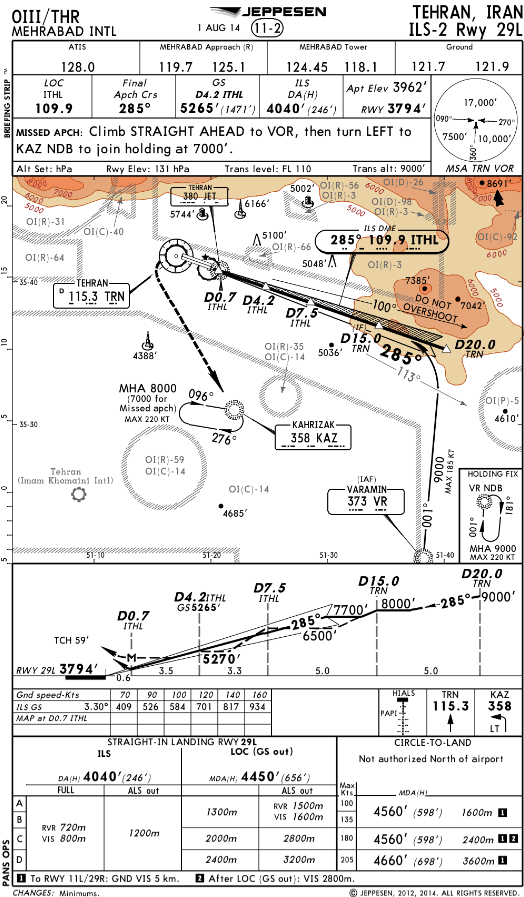 OIII/THR
MEHRABAD INTL
JEPPESEN
1 AUG 14
11-2
TEHRAN, IRAN
ILS-2 Rwy 29L
BRIEFING STRIP
ATIS
128.0
MEHRABAD Approach (R)
119.7 125.1
MEHRABAD Tower
124.45 118.1
Ground
121.7 121.9
LOC
ITHL
109.9
Final
Apch Crs
285°
GS
D4.2 ITHL
5265' (1471')
ILS
DA(H)
4040' (246')
Apt Elev 3962'
RWY 3794'
MISSED APCH: Climb STRAIGHT AHEAD to VOR, then turn LEFT to
KAZ NDB to join holding at 7000'.
Alt Set: hPa
Rwy Elev: 131 hPa
Trans level: FL 110
Trans alt: 9000'
17,000'
090°
270°
7500'
10,000'
360°
MSA TRN VOR
OI(R)-31
OI(C)-40
OI(R)-64
TEHRAN
380 JET
5744'
6166'
5002'
5100'
5048'
OI(R)-66
OI(R)-56
OI(R)-3
OI(D)-26
OI(D)-98
OI(R)-3
OI(R)-3
OI(C)-92
8691'
5000
6000
7000
6000
5000
6000
6000
ILS DME
285° 109.9 ITHL
7385'
7042'
DO NOT
OVERSHOOT
100°
113°
TEHRAN
D 115.3 TRN
D0.7
ITHL
D4.2
ITHL
D7.5
ITHL
(IF)
D15.0
TRN
285°
D20.0
TRN
4388'
5036'
OI(R)-35
OI(C)-14
MHA 8000
(7000 for
Missed apch)
MAX 220 KT
096°
276°
KAHRIZAK
358 KAZ
OI(P)-5
4610'
OI(R)-59
OI(C)-14
Tehran
(Imam Khomaini Intl)
OI(C)-14
4685'
(IAF)
VARAMIN
373 VR
001°
9000
MAX 185 KT
HOLDING FIX
VR NDB
001°
181°
MHA 9000
MAX 220 KT
35-40
35-30
20
15
10
5
0
5
51-10
51-20
51-30
51-40
D0.7
ITHL
D4.2 ITHL
GS 5265'
D7.5
ITHL
D15.0
TRN
D20.0
TRN
TCH 59'
M
285°
7700'
8000'
285°
9000'
6500'
5270'
RWY 29L 3794'
0.6
3.5
3.3
5.0
5.0
Gnd speed-Kts 70 90 100 120 140 160
ILS GS 3.30° 409 526 584 701 817 934
MAP at D0.7 ITHL
HIALS
PAPI
TRN
115.3
KAZ
358
LT
PANS OPS
STRAIGHT-IN LANDING RWY 29L
ILS
DA(H) 4040' (246')
FULL
ALS out
LOC (GS out)
MDA(H) 4450' (656')
ALS out
CIRCLE-TO-LAND
Not authorized North of airport
Max
Kts
MDA(H)
A
B
C
D
RVR 720m
VIS 800m
1200m
1300m
RVR 1500m
VIS 1600m
2000m
2800m
2400m
3200m
100
135
4560' (598') 1600m 1
180
4560' (598') 2400m 1 2
205
4660' (698') 3600m 1
1 To RWY 11L/29R: GND VIS 5 km.
2 After LOC (GS out): VIS 2800m.
CHANGES: Minimums.
© JEPPESEN, 2012, 2014. ALL RIGHTS RESERVED.